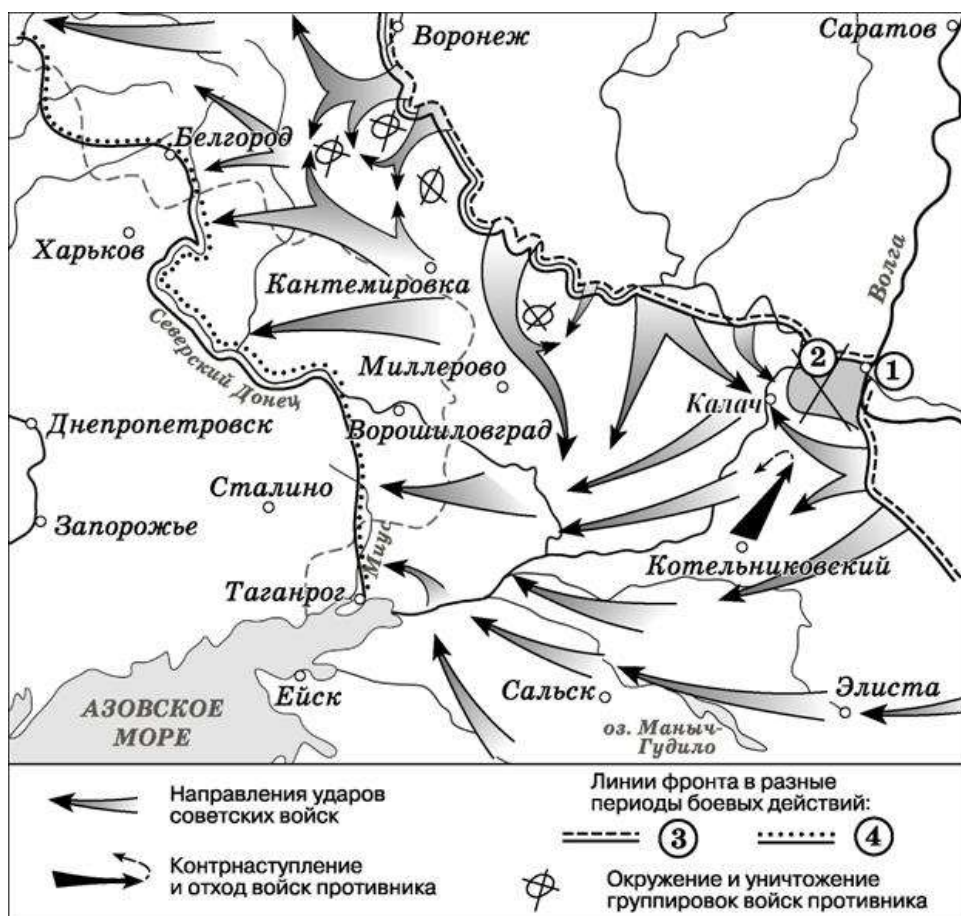 Воронеж
Саратов
Белгород
Харьков
Волга
Кантемировка
Северский Донец
Миллерово
2
1
Калач
Днепропетровск
Ворошиловград
Сталино
Запорожье
Миус
Котельниковский
Таганрог
Ейск
Сальск
Элиста
АЗОВСКОЕ
МОРЕ
оз. Маныч-
Гудило
Направления ударов
советских войск
Контрнаступление
и отход войск противника
Линии фронта в разные
периоды боевых действий:
3
4
Окружение и уничтожение
группировок войск противника